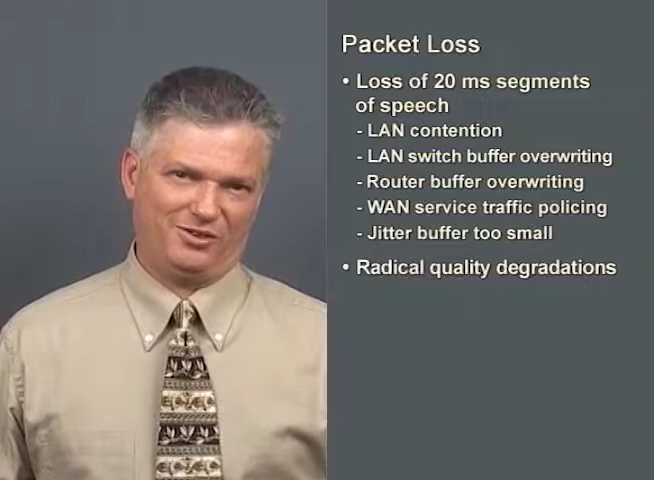 Packet Loss
• Loss of 20 ms segments
of speech
- LAN contention
- LAN switch buffer overwriting
- Router buffer overwriting
- WAN service traffic policing
- Jitter buffer too small
• Radical quality degradations